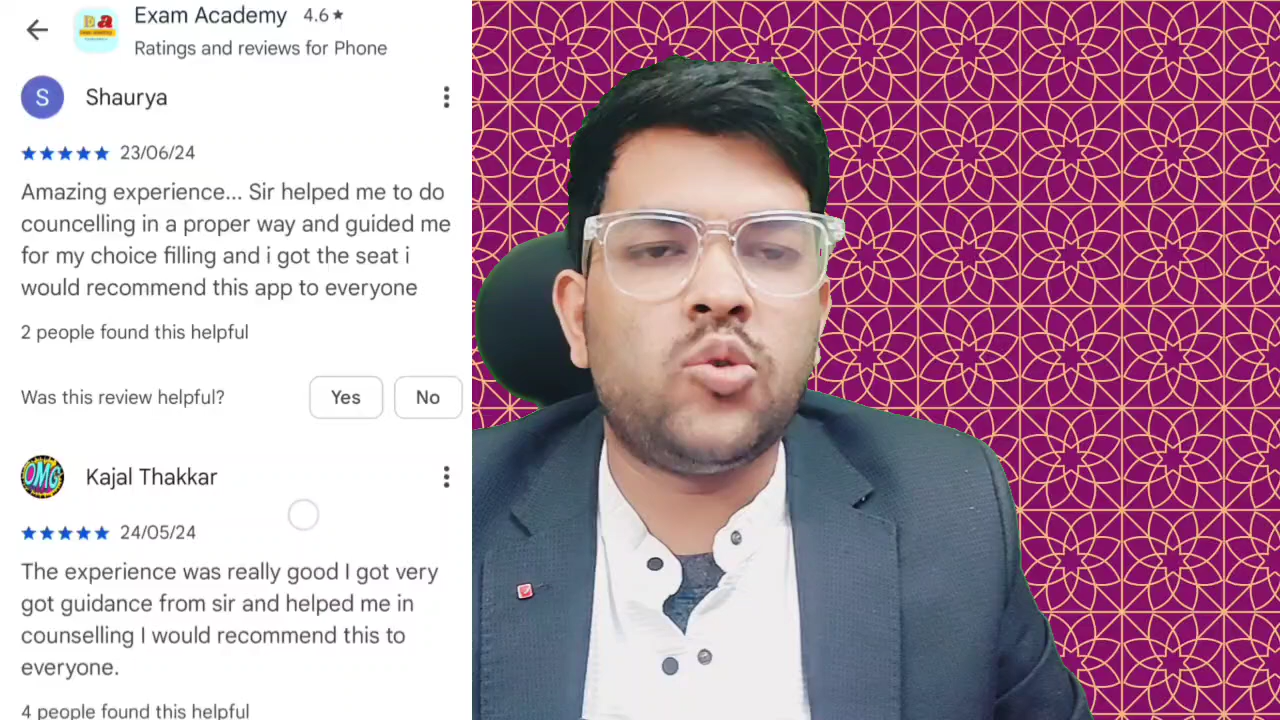 Exam Academy 4.6★
Ratings and reviews for Phone
S
Shaurya
★★★★★ 23/06/24
Amazing experience... Sir helped me to do
councelling in a proper way and guided me
for my choice filling and i got the seat i
would recommend this app to everyone
2 people found this helpful
Was this review helpful? Yes No
OMG
Kajal Thakkar
★★★★★ 24/05/24
The experience was really good I got very
got guidance from sir and helped me in
counselling I would recommend this to
everyone.
4 people found this helpful